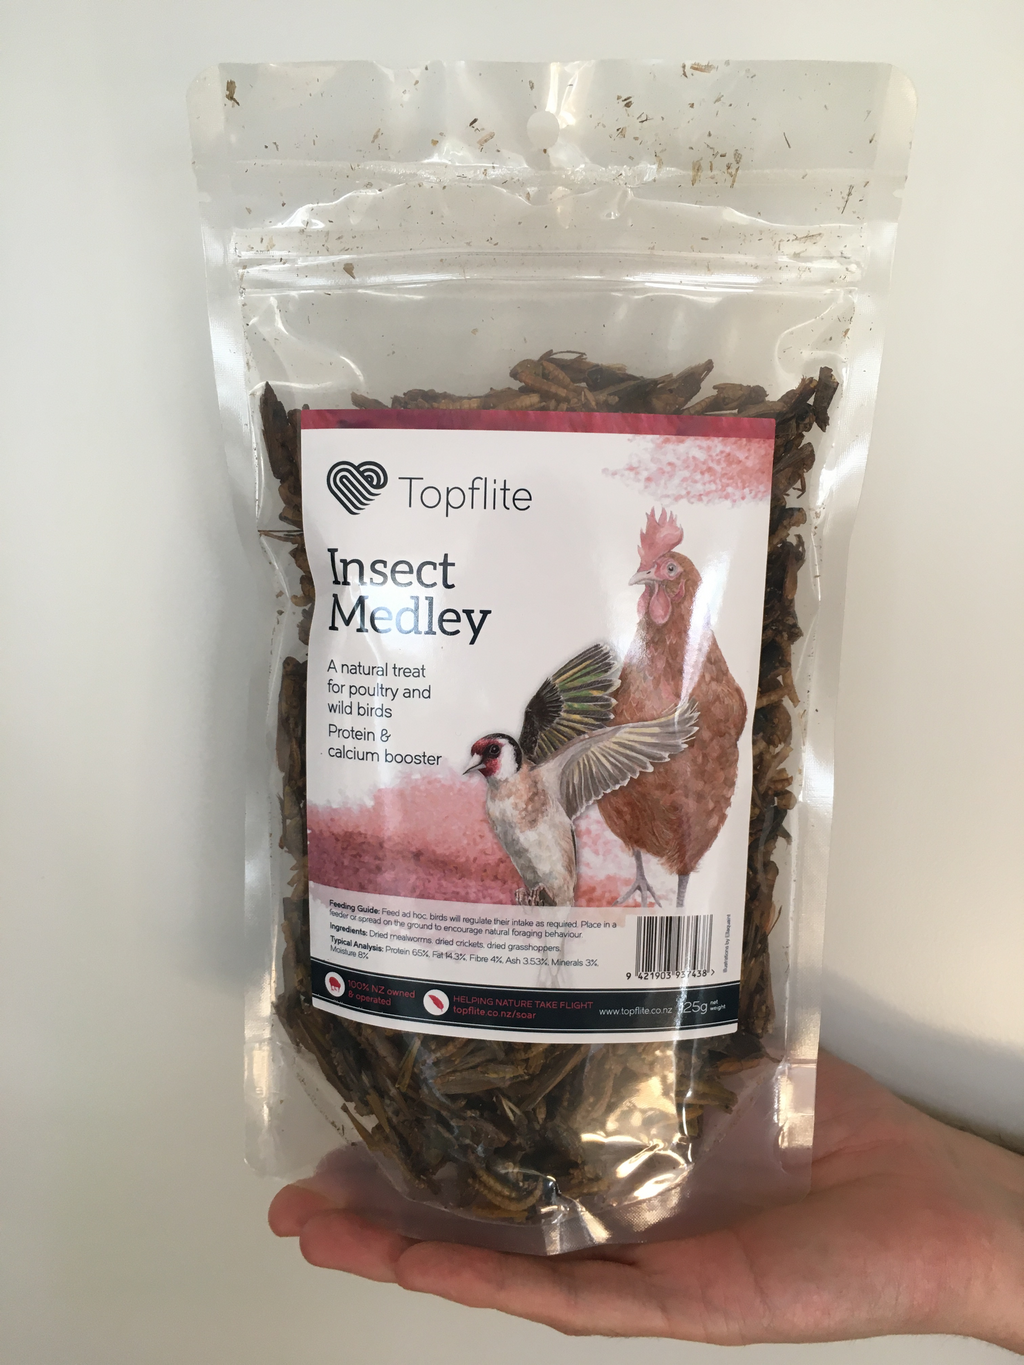 Topflite
Insect
Medley
A natural treat
for poultry and
wild birds
Protein &
calcium booster
Feeding Guide: Feed ad hoc, birds will regulate their intake as required. Place in a
feeder or spread on the ground to encourage natural foraging behaviour.
Ingredients: Dried mealworms, dried crickets, dried grasshoppers.
Typical Analysis: Protein 65%, Fat 14.3%, Fibre 4%, Ash 3.53%, Minerals 3%,
Moisture 8%
9 421903 937438 >
Illustrations by
100% NZ owned
& operated
HELPING NATURE TAKE FLIGHT
topflite.co.nz/soar
www.topflite.co.nz
net
weight